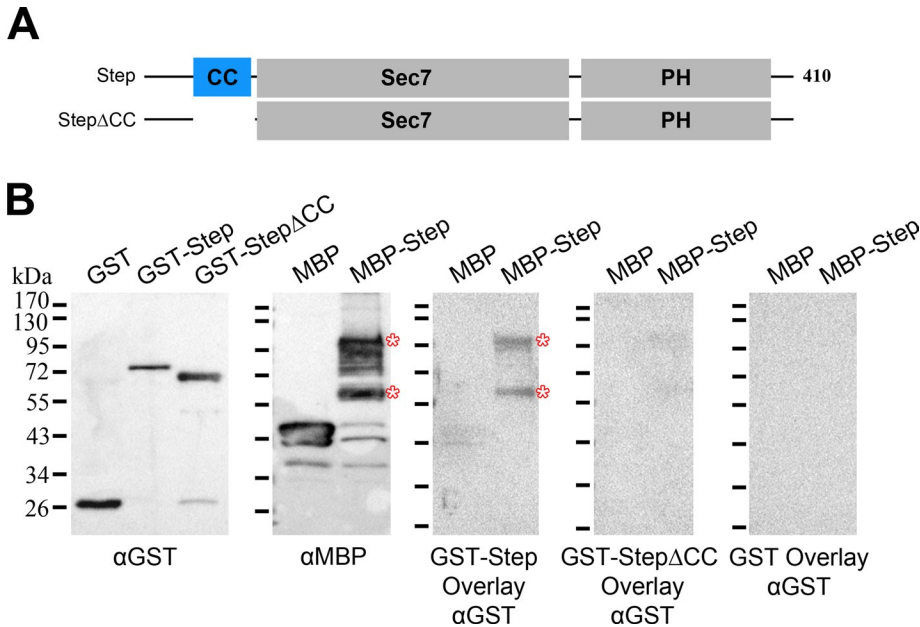 A
Step CC Sec7 PH 410
StepΔCC Sec7 PH
B
kDa GST GST-Step GST-StepΔCC MBP MBP-Step MBP MBP-Step MBP MBP-Step MBP MBP-Step
170
130
95
*
72
55
*
43
34
26
αGST αMBP GST-Step GST-StepΔCC GST Overlay
Overlay Overlay αGST
αGST αGST